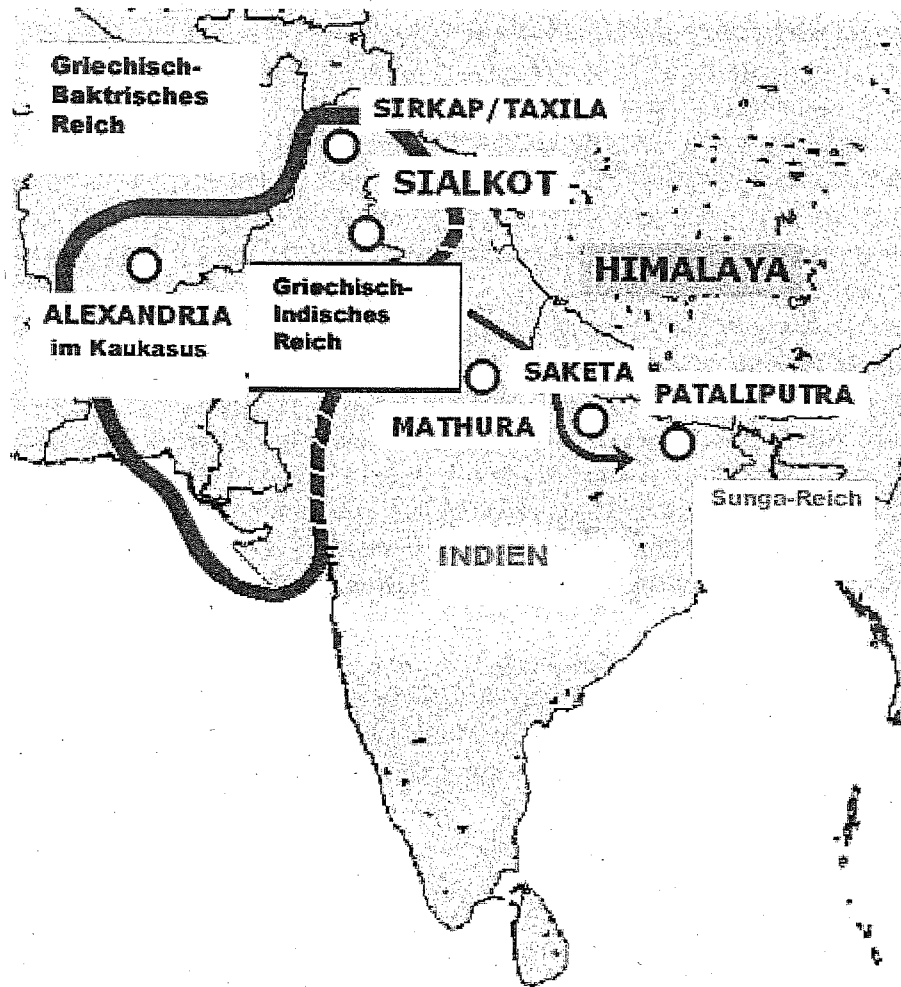 Griechisch-
Baktrisches
Reich
SIRKAP/TAXILA
SIALKOT
HIMALAYA
Griechisch-
Indisches
Reich
ALEXANDRIA
im Kaukasus
SAKETA
PATALIPUTRA
MATHURA
Sunga-Reich
INDIEN